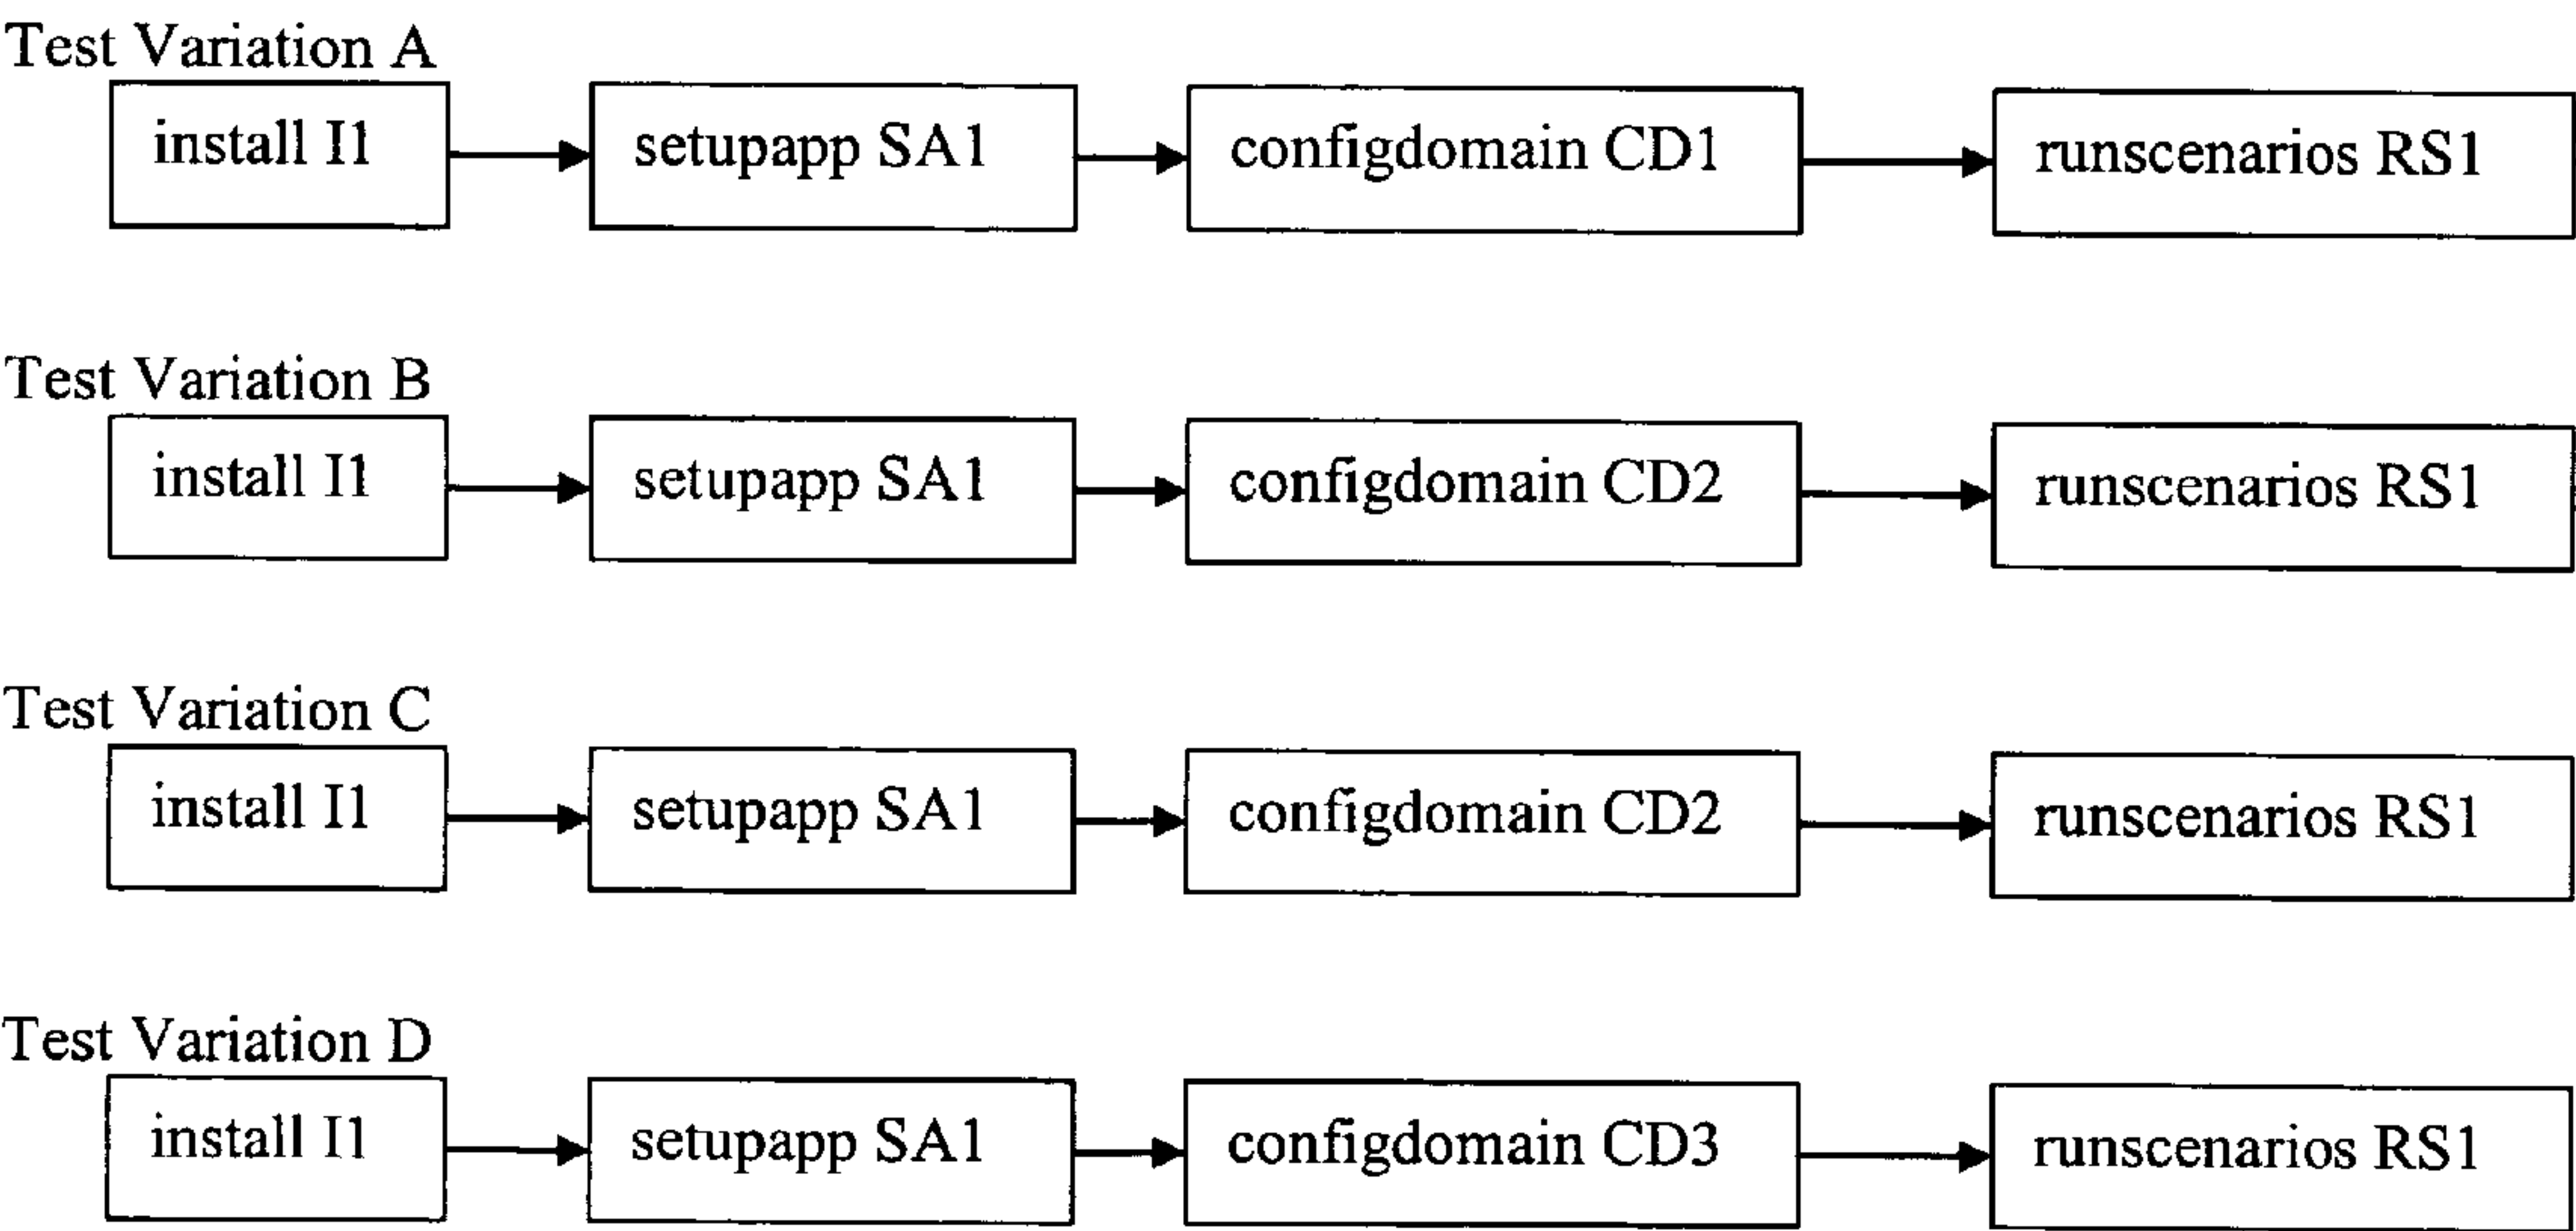 Test Variation A
install I1
setupapp SA1
configdomain CD1
runscenarios RS1
Test Variation B
install I1
setupapp SA1
configdomain CD2
runscenarios RS1
Test Variation C
install I1
setupapp SA1
configdomain CD2
runscenarios RS1
Test Variation D
install I1
setupapp SA1
configdomain CD3
runscenarios RS1